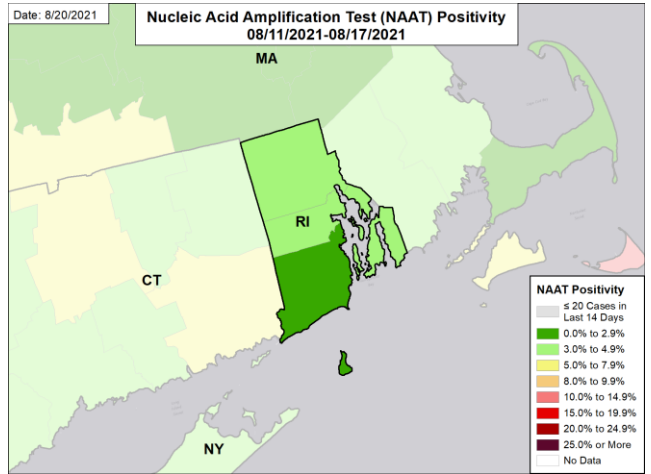 Date: 8/20/2021
Nucleic Acid Amplification Test (NAAT) Positivity
08/11/2021-08/17/2021
MA
RI
CT
NY
NAAT Positivity
≤ 20 Cases in
Last 14 Days
0.0% to 2.9%
3.0% to 4.9%
5.0% to 7.9%
8.0% to 9.9%
10.0% to 14.9%
15.0% to 19.9%
20.0% to 24.9%
25.0% or More
No Data